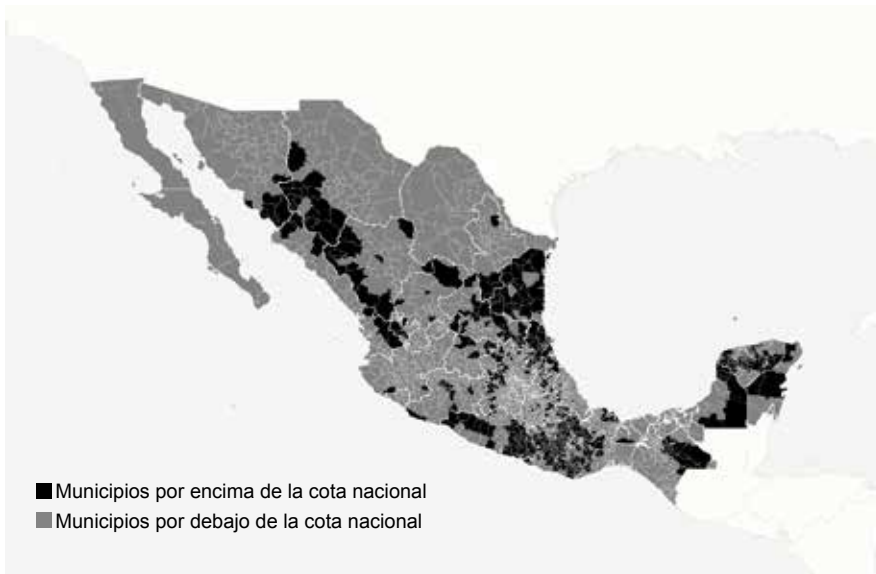 Municipios por encima de la cota nacional
Municipios por debajo de la cota nacional